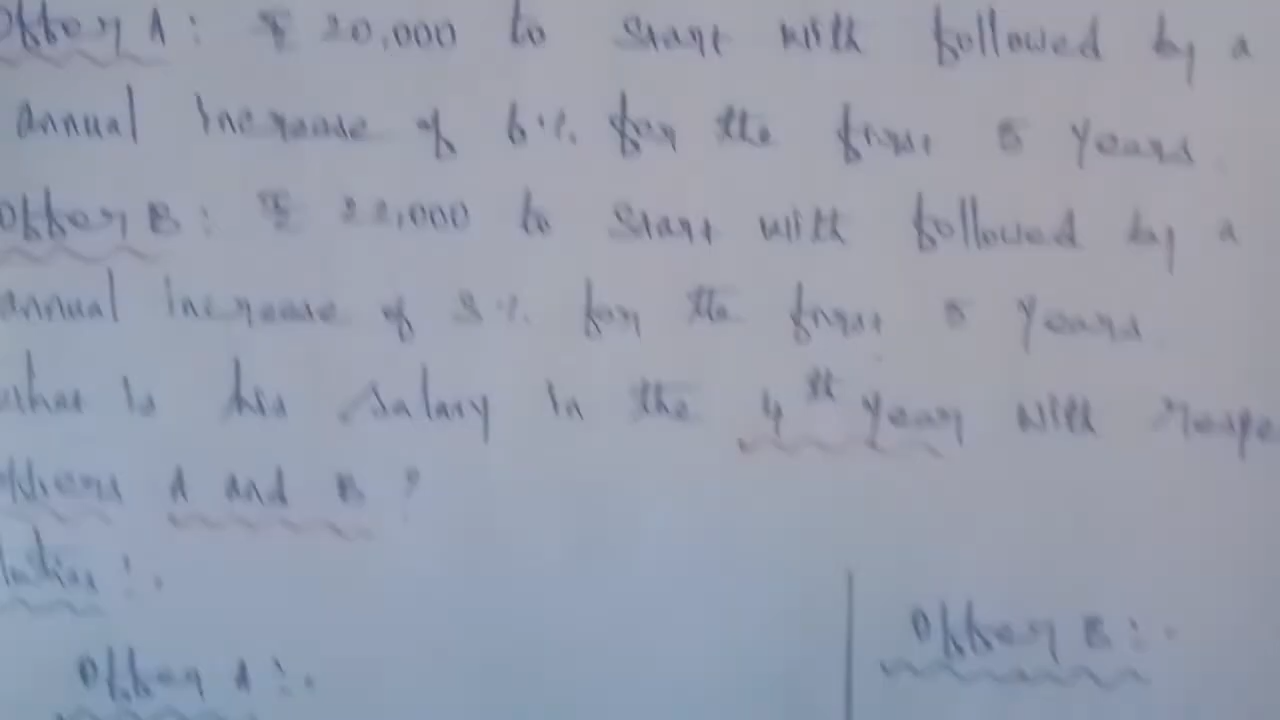 Offer A : ₹ 20,000 to start with followed by a
annual increase of 6% for the first 5 years
Offer B : ₹ 22,000 to start with followed by a
annual increase of 3% for the first 5 years
what is his salary in the 4th year with respe
offers A and B ?
lution :.
Offer A :.
Offer B :.